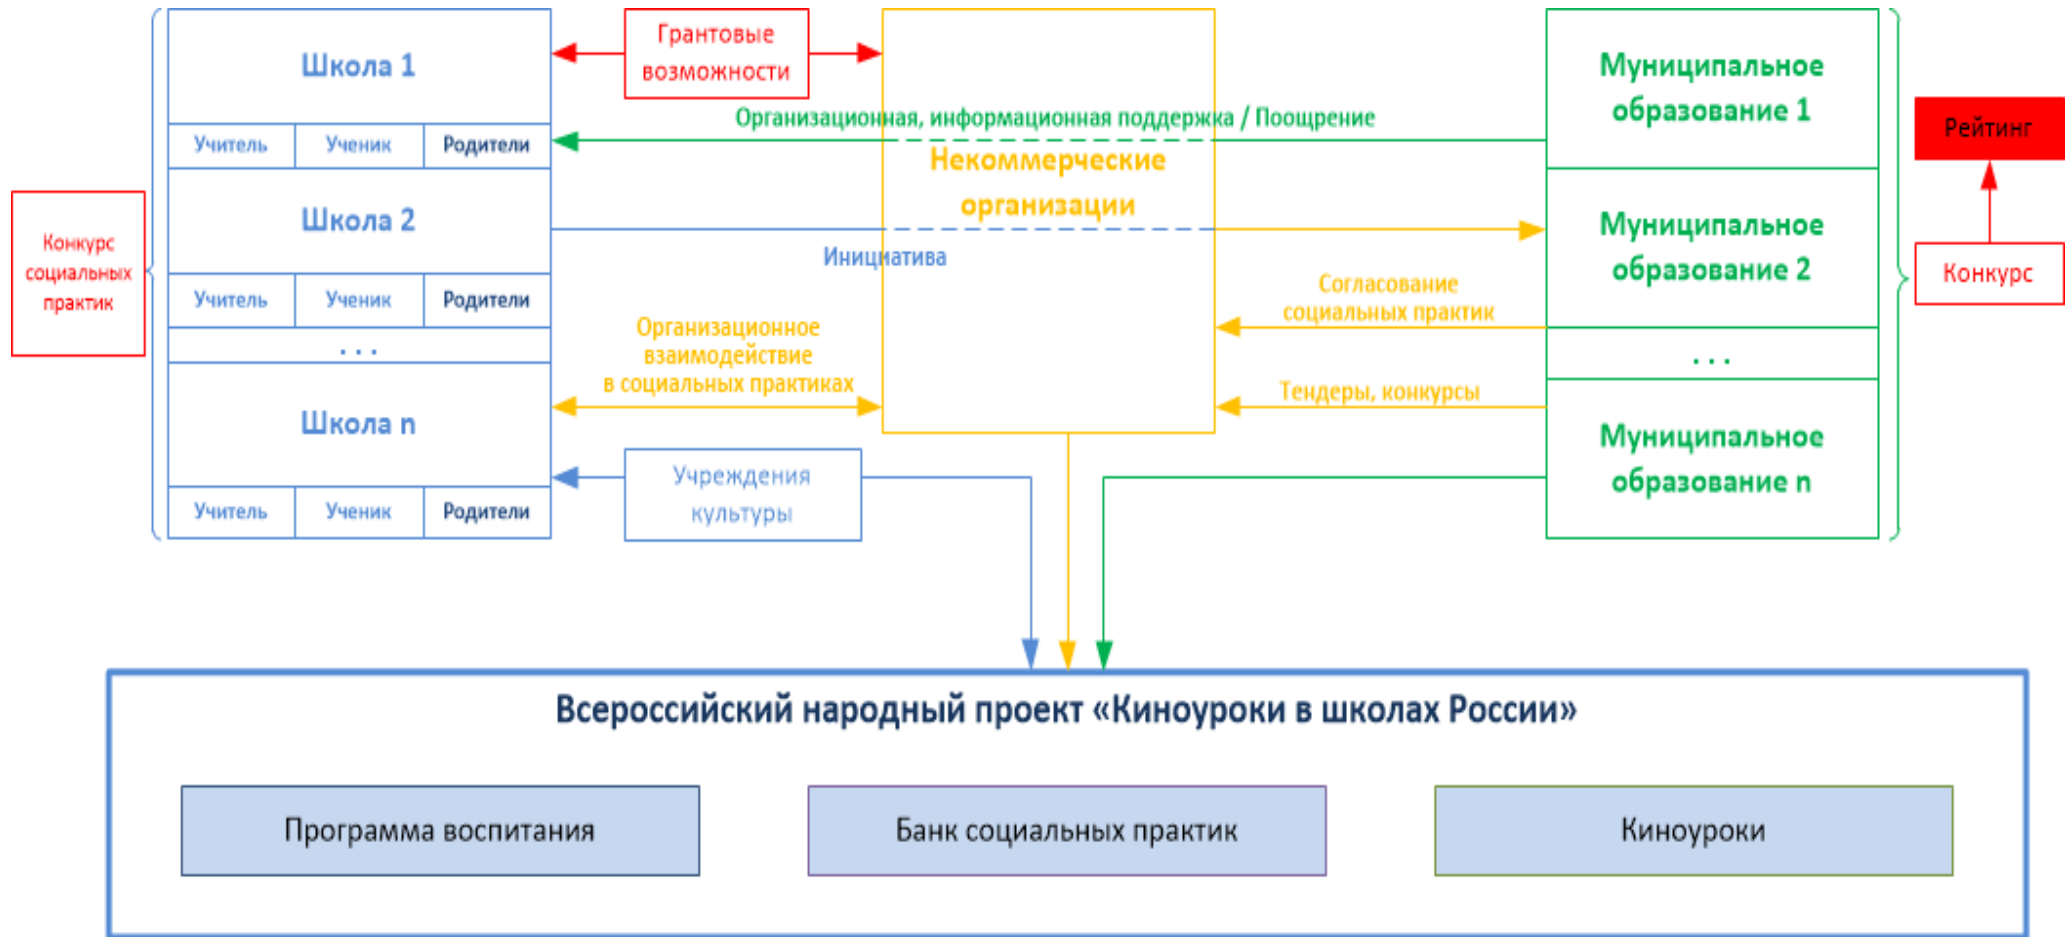 Школа 1
Учитель
Ученик
Родители
Школа 2
Учитель
Ученик
Родители
. . .
Школа n
Учитель
Ученик
Родители
Конкурс
социальных
практик
Грантовые
возможности
Организационная, информационная поддержка / Поощрение
Некоммерческие
организации
Инициатива
Организационное
взаимодействие
в социальных практиках
Учреждения
культуры
Согласование
социальных практик
Тендеры, конкурсы
Муниципальное
образование 1
Муниципальное
образование 2
. . .
Муниципальное
образование n
Рейтинг
Конкурс
Всероссийский народный проект «Киноуроки в школах России»
Программа воспитания
Банк социальных практик
Киноуроки